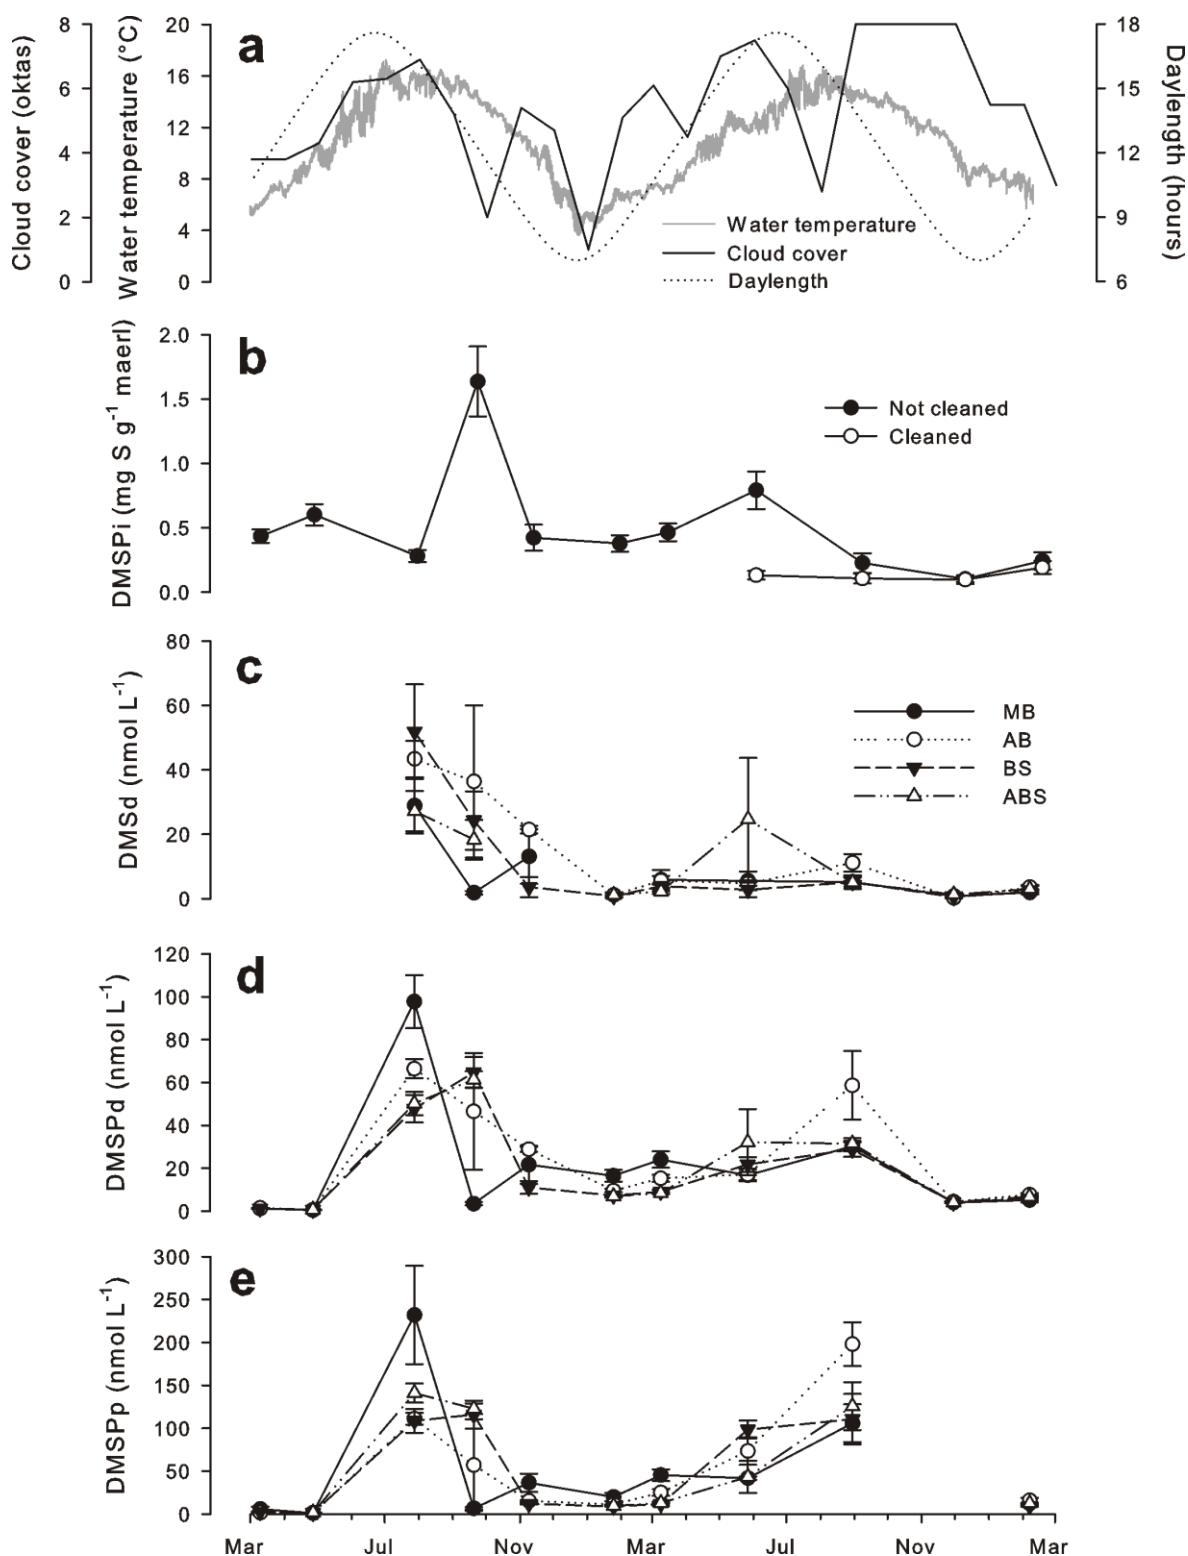 a
Cloud cover (oktas)
8
6
4
2
0
Water temperature (°C)
20
16
12
8
4
0
Water temperature
Cloud cover
Daylength
18
15
12
9
6
Daylength (hours)
b
DMSPi (mg S g⁻¹ maerl)
2.0
1.5
1.0
0.5
0.0
Not cleaned
Cleaned
c
DMSd (nmol L⁻¹)
80
60
40
20
0
MB
AB
BS
ABS
d
DMSPd (nmol L⁻¹)
120
100
80
60
40
20
0
e
DMSPp (nmol L⁻¹)
300
250
200
150
100
50
0
Mar Jul Nov Mar Jul Nov Mar